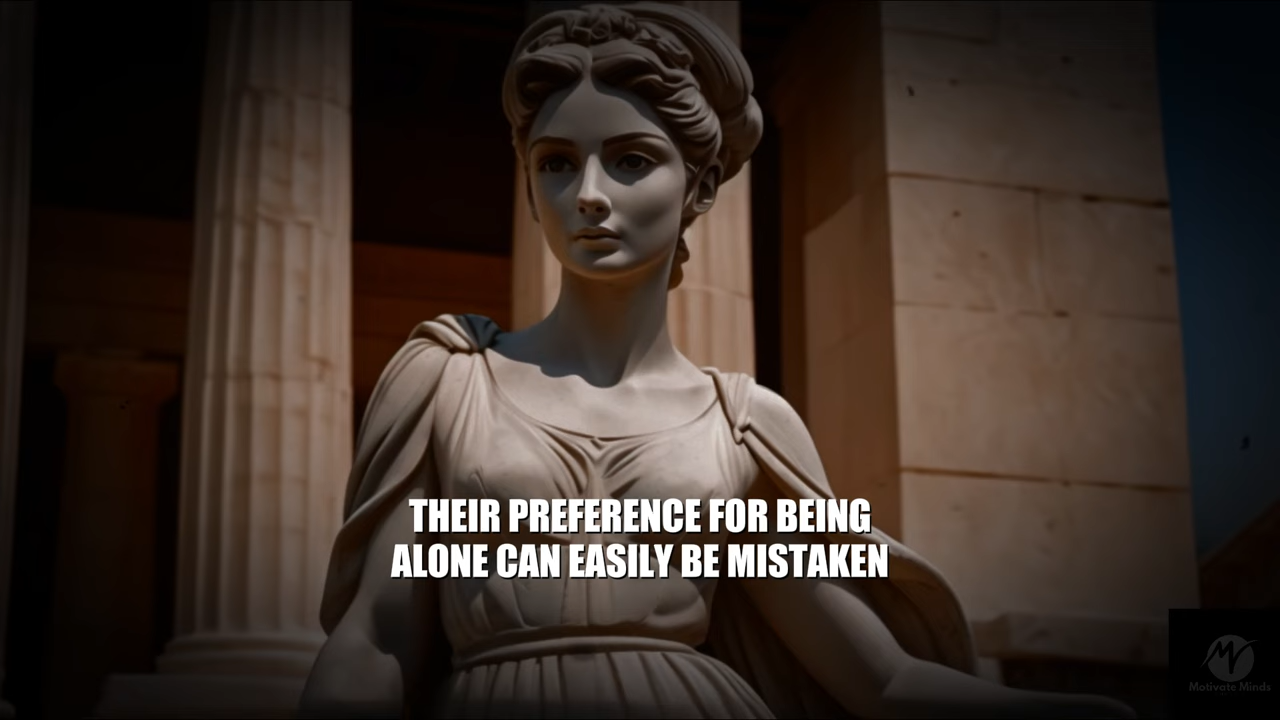 THEIR PREFERENCE FOR BEING
ALONE CAN EASILY BE MISTAKEN
Motivate Minds